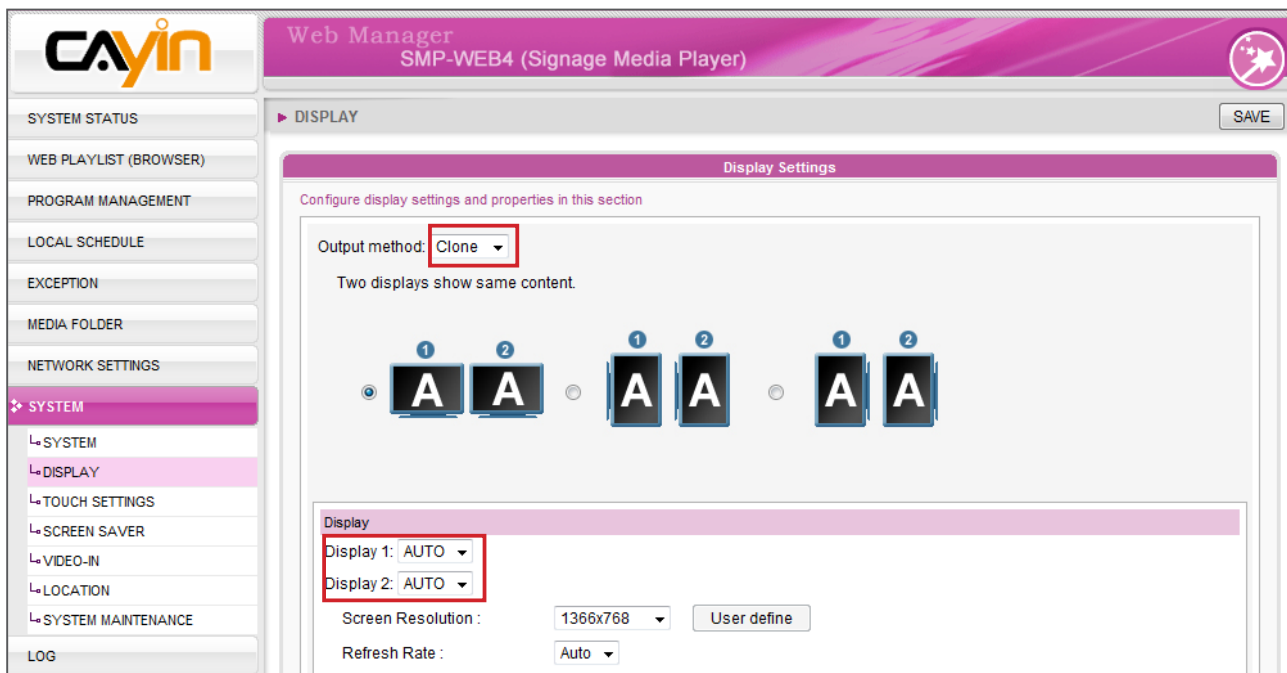 CAYIN
Web Manager
SMP-WEB4 (Signage Media Player)
SYSTEM STATUS
WEB PLAYLIST (BROWSER)
PROGRAM MANAGEMENT
LOCAL SCHEDULE
EXCEPTION
MEDIA FOLDER
NETWORK SETTINGS
SYSTEM
SYSTEM
DISPLAY
TOUCH SETTINGS
SCREEN SAVER
VIDEO-IN
LOCATION
SYSTEM MAINTENANCE
LOG
DISPLAY
SAVE
Display Settings
Configure display settings and properties in this section
Output method: Clone
Two displays show same content.
1 2 1 2 1 2
A A A A A A
Display
Display 1: AUTO
Display 2: AUTO
Screen Resolution : 1366x768 User define
Refresh Rate : Auto